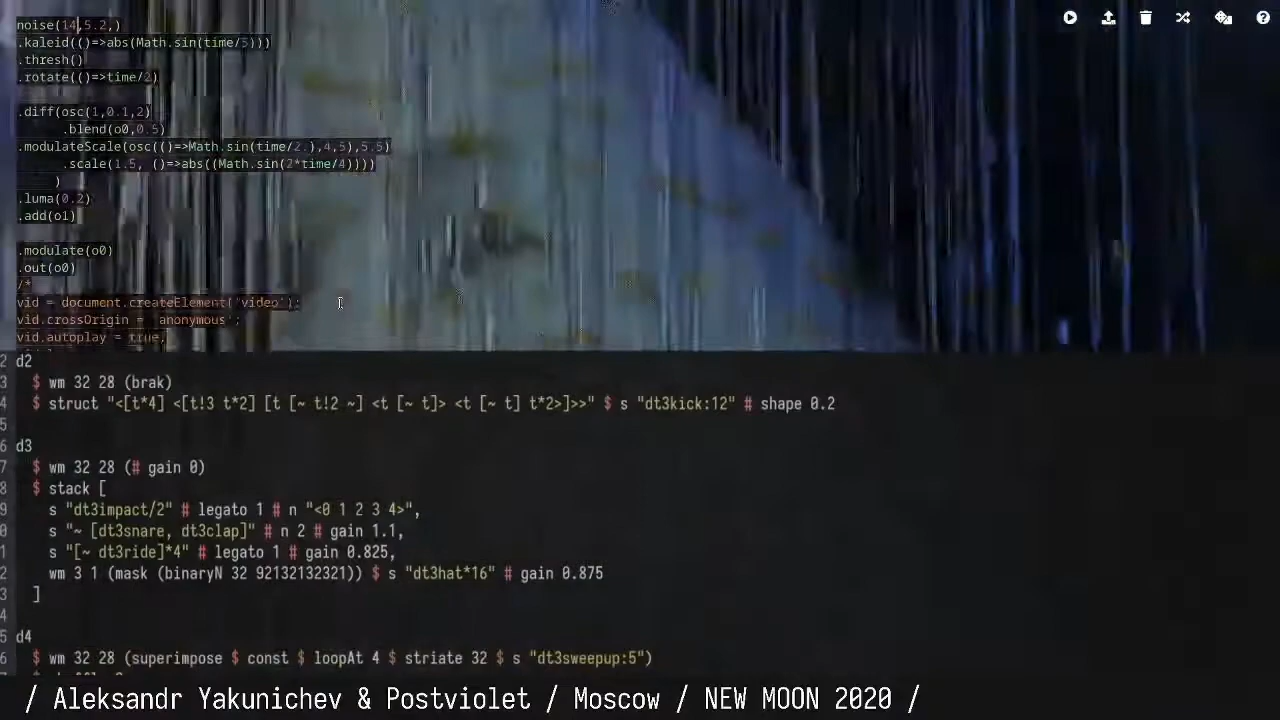 noise(14,5.2,)
.kaleid(()=>abs(Math.sin(time/5)))
.thresh()
.rotate(()=>time/2)
.diff(osc(1,0.1,2)
.blend(o0,0.5)
.modulateScale(osc(()=>Math.sin(time/2.),4,5),5.5)
.scale(1.5, ()=>abs((Math.sin(2*time/4))))
)
.luma(0.2)
.add(o1)
.modulate(o0)
.out(o0)
/*
vid = document.createElement('video');
vid.crossOrigin = 'anonymous';
vid.autoplay = true;
2 d2
3 $ wm 32 28 (brak)
4 $ struct "<[t*4] <[t!3 t*2] [t [~ t!2 ~] <t [~ t]> <t [~ t] t*2>]>>" $ s "dt3kick:12" # shape 0.2
5
6 d3
7 $ wm 32 28 (# gain 0)
8 $ stack [
9 s "dt3impact/2" # legato 1 # n "<0 1 2 3 4>",
0 s "~ [dt3snare, dt3clap]" # n 2 # gain 1.1,
1 s "[~ dt3ride]*4" # legato 1 # gain 0.825,
2 wm 3 1 (mask (binaryN 32 92132132321)) $ s "dt3hat*16" # gain 0.875
3 ]
4
5 d4
6 $ wm 32 28 (superimpose $ const $ loopAt 4 $ striate 32 $ s "dt3sweepup:5")
/ Aleksandr Yakunichev & Postviolet / Moscow / NEW MOON 2020 /